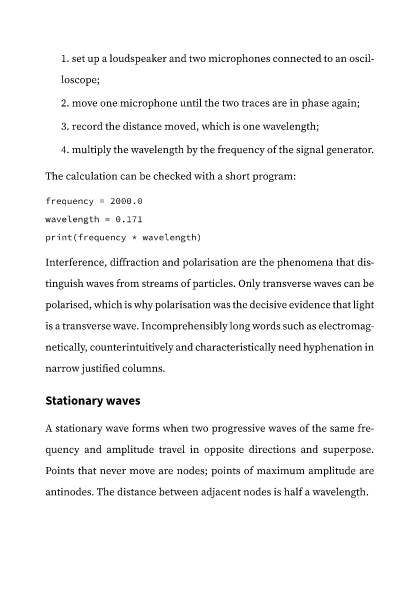 1. set up a loudspeaker and two microphones connected to an oscil-
loscope;
2. move one microphone until the two traces are in phase again;
3. record the distance moved, which is one wavelength;
4. multiply the wavelength by the frequency of the signal generator.
The calculation can be checked with a short program:
frequency = 2000.0
wavelength = 0.171
print(frequency * wavelength)
Interference, diffraction and polarisation are the phenomena that dis-
tinguish waves from streams of particles. Only transverse waves can be
polarised, which is why polarisation was the decisive evidence that light
is a transverse wave. Incomprehensibly long words such as electromag-
netically, counterintuitively and characteristically need hyphenation in
narrow justified columns.
Stationary waves
A stationary wave forms when two progressive waves of the same fre-
quency and amplitude travel in opposite directions and superpose.
Points that never move are nodes; points of maximum amplitude are
antinodes. The distance between adjacent nodes is half a wavelength.